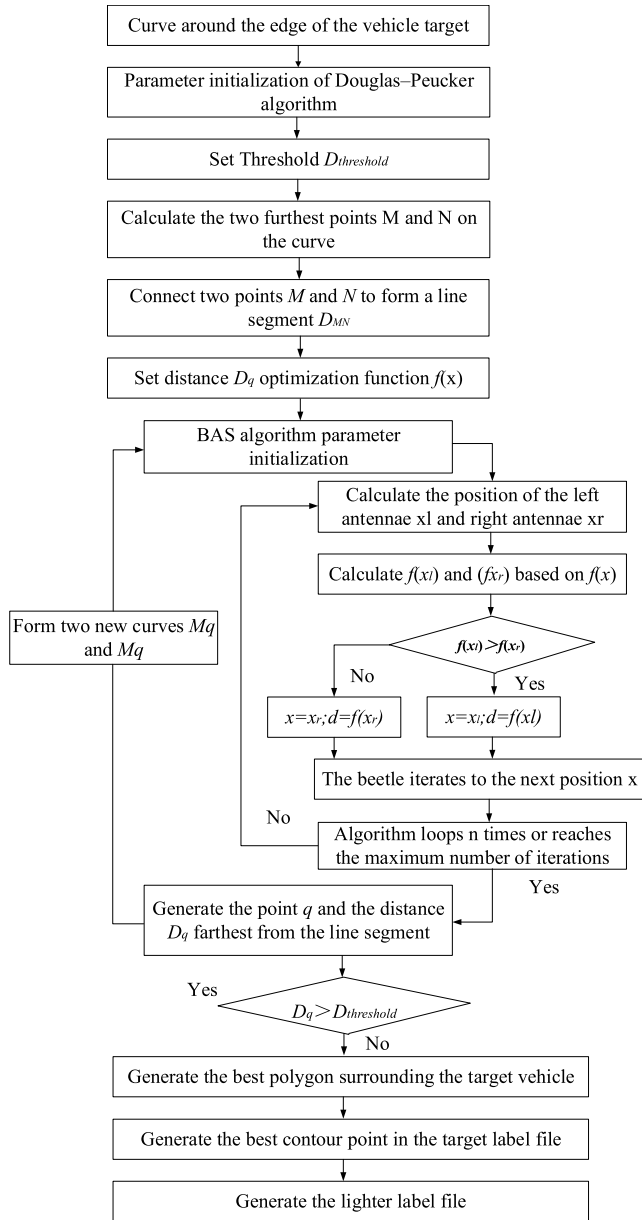 Curve around the edge of the vehicle target
Parameter initialization of Douglas–Peucker
algorithm
Set Threshold Dthreshold
Calculate the two furthest points M and N on
the curve
Connect two points M and N to form a line
segment DMN
Set distance Dq optimization function f(x)
BAS algorithm parameter
initialization
Calculate the position of the left
antennae xl and right antennae xr
Calculate f(xl) and (fxr) based on f(x)
Form two new curves Mq
and Mq
f(xl)>f(xr)
No
Yes
x=xr;d=f(xr)
x=xl;d=f(xl)
The beetle iterates to the next position x
No
Algorithm loops n times or reaches
the maximum number of iterations
Yes
Generate the point q and the distance
Dq farthest from the line segment
Yes
Dq>Dthreshold
No
Generate the best polygon surrounding the target vehicle
Generate the best contour point in the target label file
Generate the lighter label file